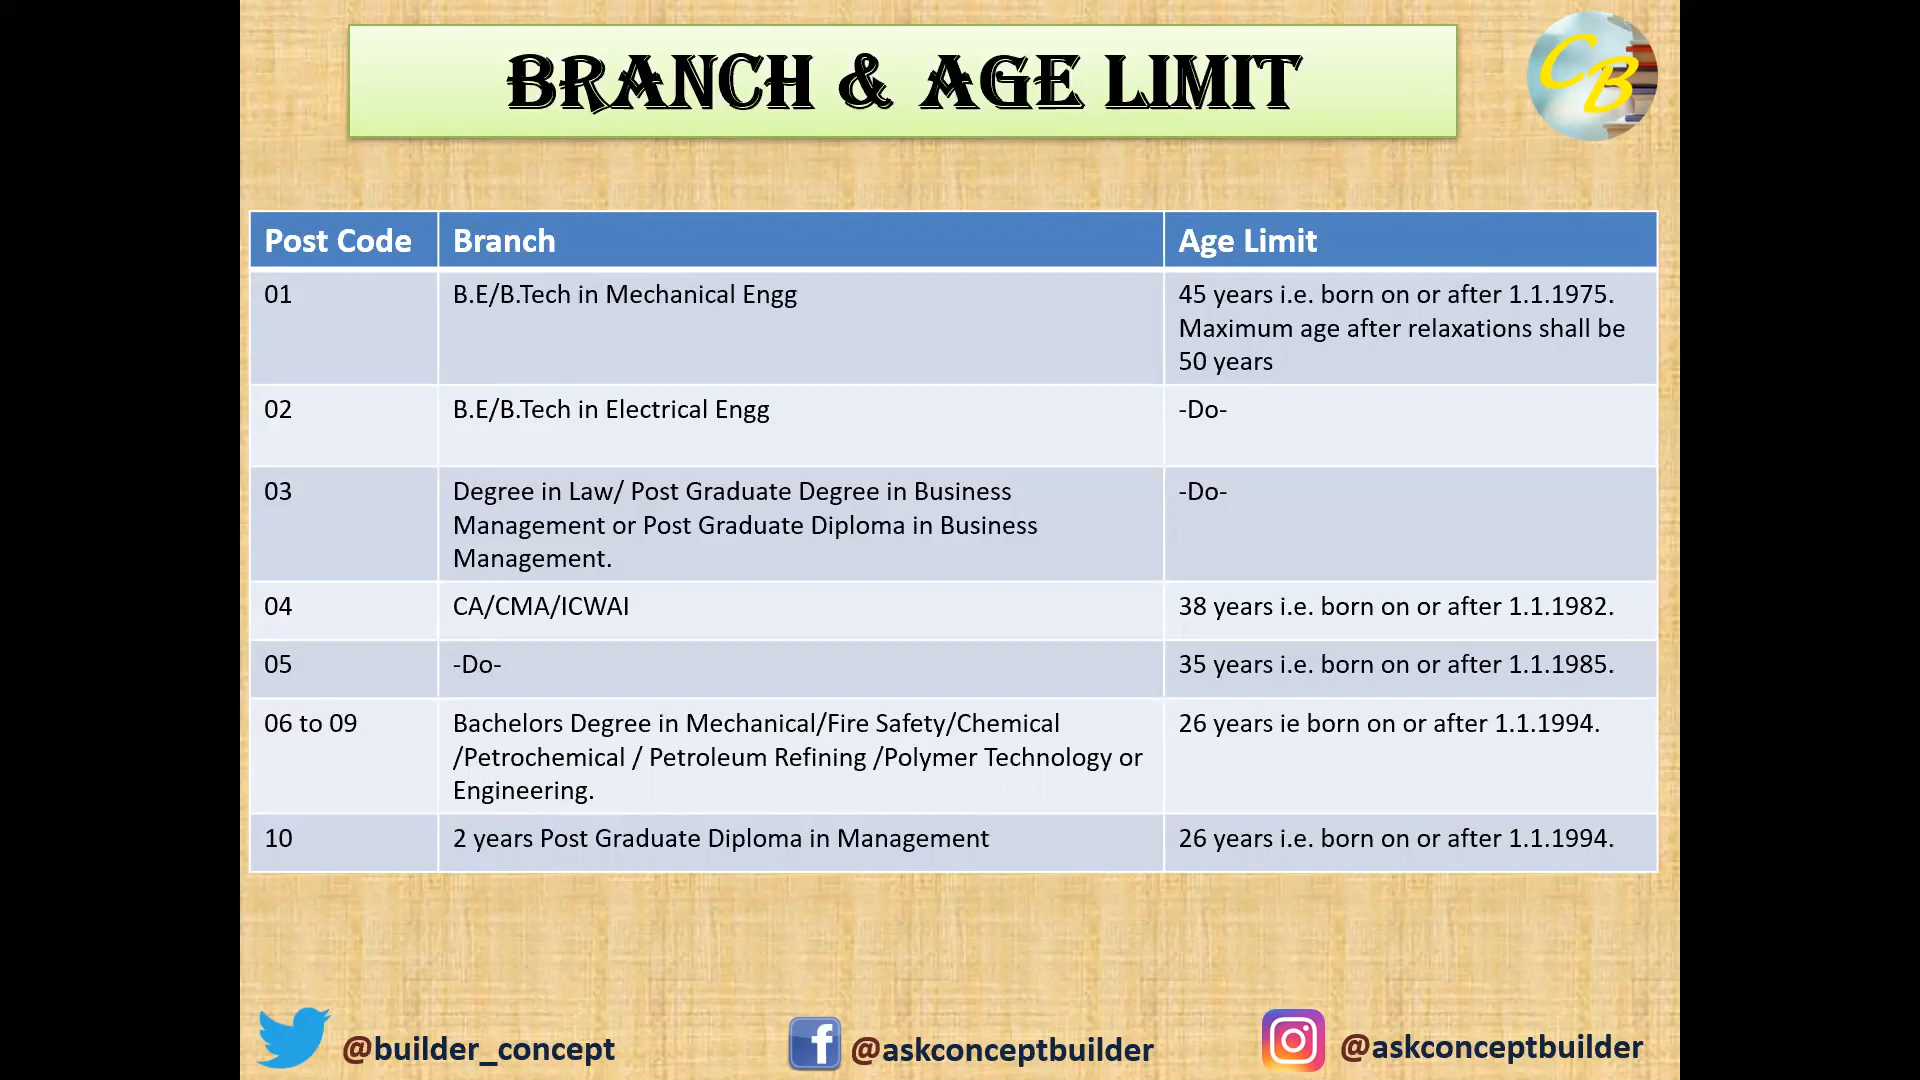 BRANCH & AGE LIMIT
CB
Post Code Branch Age Limit
01 B.E/B.Tech in Mechanical Engg 45 years i.e. born on or after 1.1.1975.
Maximum age after relaxations shall be
50 years
02 B.E/B.Tech in Electrical Engg -Do-
03 Degree in Law/ Post Graduate Degree in Business -Do-
Management or Post Graduate Diploma in Business
Management.
04 CA/CMA/ICWAI 38 years i.e. born on or after 1.1.1982.
05 -Do- 35 years i.e. born on or after 1.1.1985.
06 to 09 Bachelors Degree in Mechanical/Fire Safety/Chemical 26 years ie born on or after 1.1.1994.
/Petrochemical / Petroleum Refining /Polymer Technology or
Engineering.
10 2 years Post Graduate Diploma in Management 26 years i.e. born on or after 1.1.1994.
@builder_concept @askconceptbuilder @askconceptbuilder